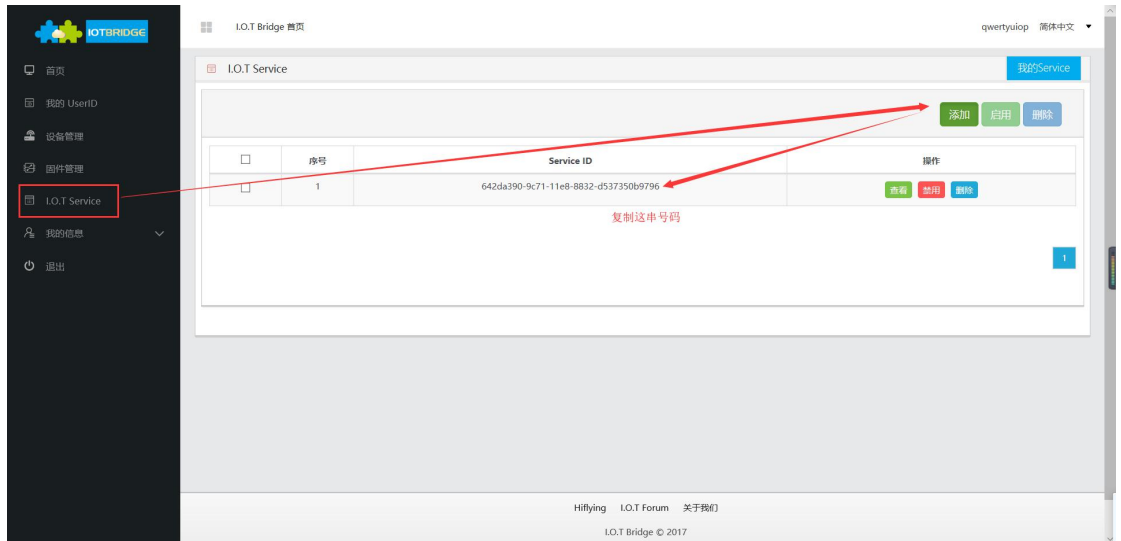 IOTBRIDGE
I.O.T Bridge 首页
qwertyuiop 简体中文
首页
我的 UserID
设备管理
固件管理
I.O.T Service
我的信息
退出
I.O.T Service
我的Service
添加 启用 删除
序号 Service ID 操作
1 642da390-9c71-11e8-8832-d537350b9796 查看 禁用 删除
复制这串号码
1
Hiflying I.O.T Forum 关于我们
I.O.T Bridge © 2017